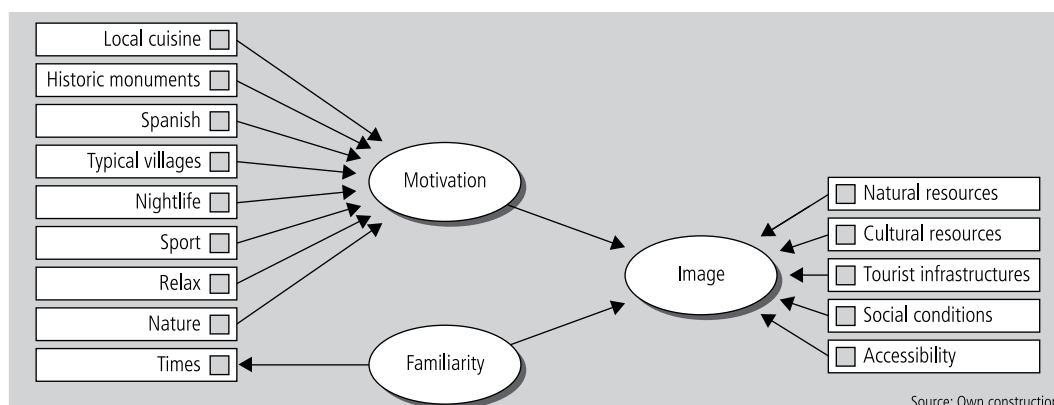 Local cuisine
Historic monuments
Spanish
Typical villages
Nightlife
Sport
Relax
Nature
Times
Motivation
Familiarity
Image
Natural resources
Cultural resources
Tourist infrastructures
Social conditions
Accessibility
Source: Own construction